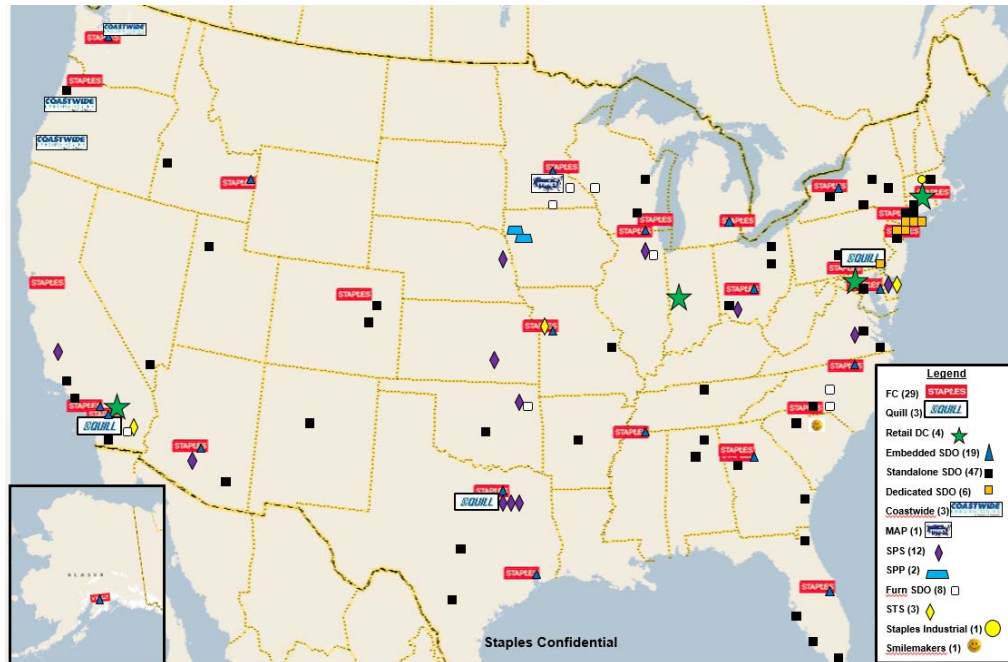 COASTWIDE
STAPLES
STAPLES
COASTWIDE
COASTWIDE
STAPLES
STAPLES
STAPLES
STAPLES
STAPLES
STAPLES
STAPLES
STAPLES
STAPLES
QUILL
STAPLES
STAPLES
STAPLES
STAPLES
STAPLES
STAPLES
STAPLES
STAPLES
STAPLES
QUILL
STAPLES
STAPLES
STAPLES
STAPLES
QUILL
STAPLES
STAPLES
ALASKA
Staples Confidential
Legend
FC (29) STAPLES
Quill (3) QUILL
Retail DC (4)
Embedded SDO (19)
Standalone SDO (47)
Dedicated SDO (6)
Coastwide (3) COASTWIDE
MAP (1)
SPS (12)
SPP (2)
Furn SDO (8)
STS (3)
Staples Industrial (1)
Smilemakers (1)